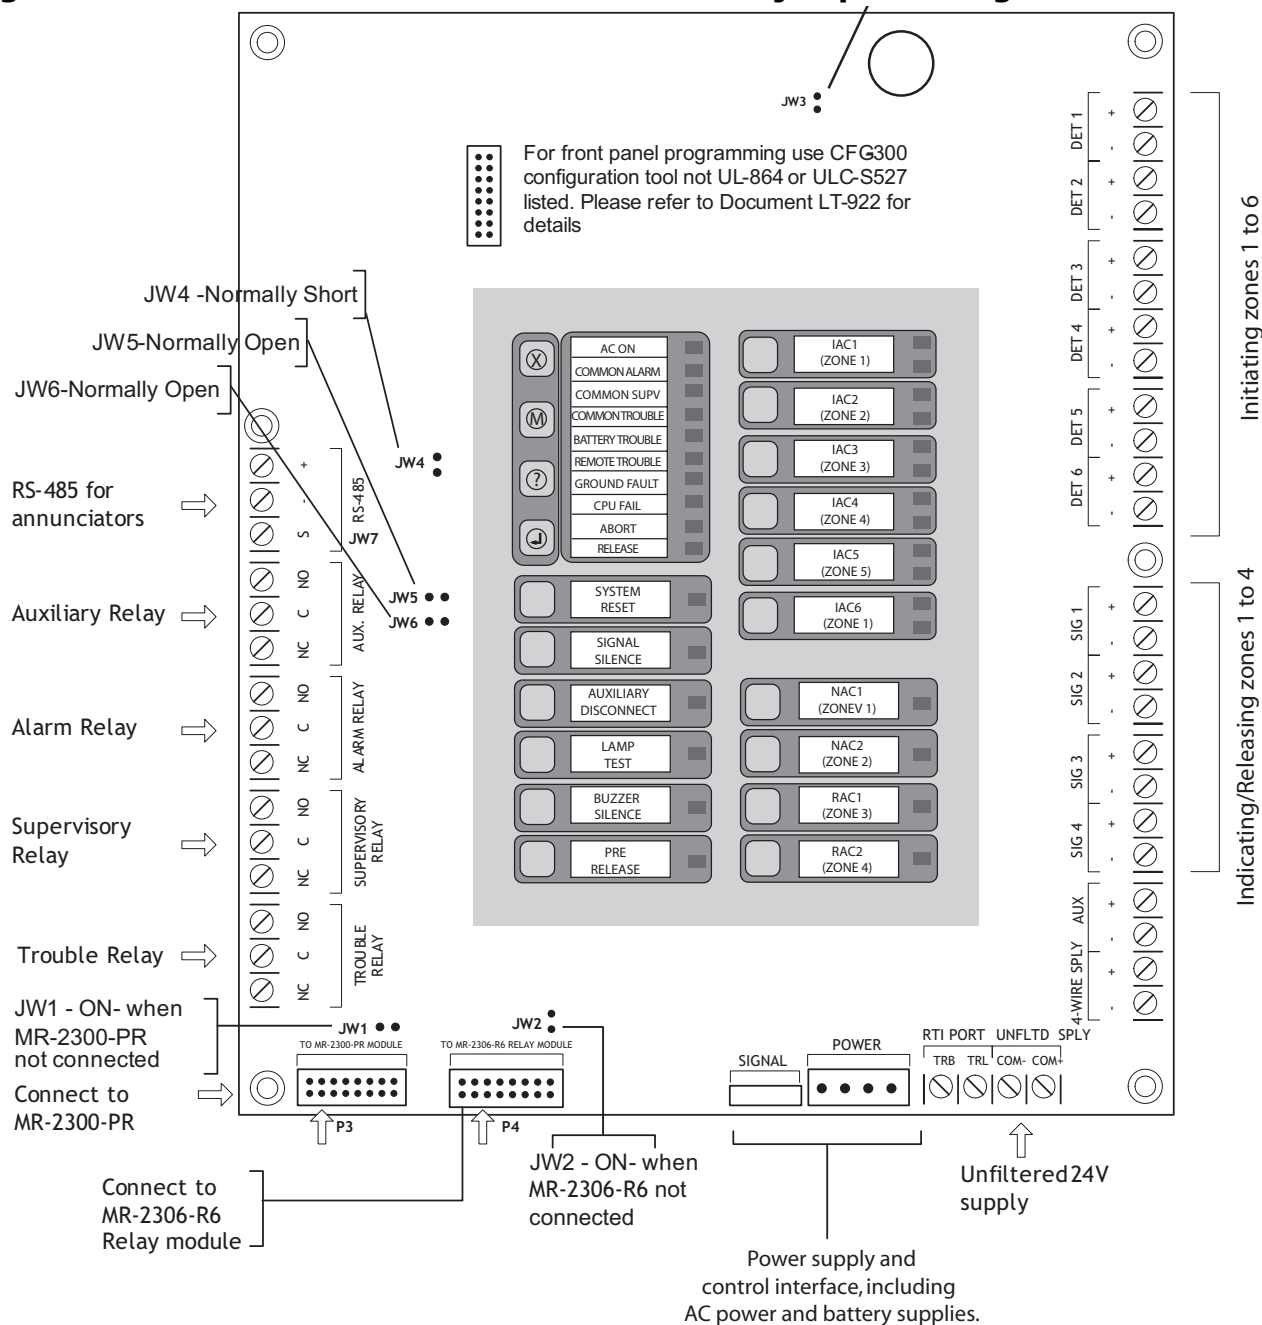 JW3
For front panel programming use CFG300
configuration tool not UL-864 or ULC-S527
listed. Please refer to Document LT-922 for
details
JW4 -Normally Short
JW5-Normally Open
JW6-Normally Open
JW4
JW5
JW6
RS-485 for
annunciators
+
-
S
RS-485
JW7
Auxiliary Relay
NO
C
NC
AUX. RELAY
Alarm Relay
NO
C
NC
ALARM RELAY
Supervisory
Relay
NO
C
NC
SUPERVISORY
RELAY
Trouble Relay
NO
C
NC
TROUBLE
RELAY
X
M
?
AC ON
COMMON ALARM
COMMON SUPV
COMMON TROUBLE
BATTERY TROUBLE
REMOTE TROUBLE
GROUND FAULT
CPU FAIL
ABORT
RELEASE
SYSTEM
RESET
SIGNAL
SILENCE
AUXILIARY
DISCONNECT
LAMP
TEST
BUZZER
SILENCE
PRE
RELEASE
IAC1
(ZONE 1)
IAC2
(ZONE 2)
IAC3
(ZONE 3)
IAC4
(ZONE 4)
IAC5
(ZONE 5)
IAC6
(ZONE 1)
NAC1
(ZONEV 1)
NAC2
(ZONE 2)
RAC1
(ZONE 3)
RAC2
(ZONE 4)
DET 1
+
-
DET 2
+
-
DET 3
+
-
DET 4
+
-
DET 5
+
-
DET 6
+
-
Initiating zones 1 to 6
SIG 1
+
-
SIG 2
+
-
SIG 3
+
-
SIG 4
+
-
Indicating/Releasing zones 1 to 4
AUX
+
-
4-WIRE SPLY
+
-
JW1 - ON- when
MR-2300-PR
not connected
JW1
TO MR-2300-PR MODULE
Connect to
MR-2300-PR
P3
JW2
TO MR-2306-R6 RELAY MODULE
P4
Connect to
MR-2306-R6
Relay module
JW2 - ON- when
MR-2306-R6 not
connected
SIGNAL
POWER
RTI PORT UNFLTD SPLY
TRB TRL COM- COM+
Unfiltered 24V
supply
Power supply and
control interface, including
AC power and battery supplies.